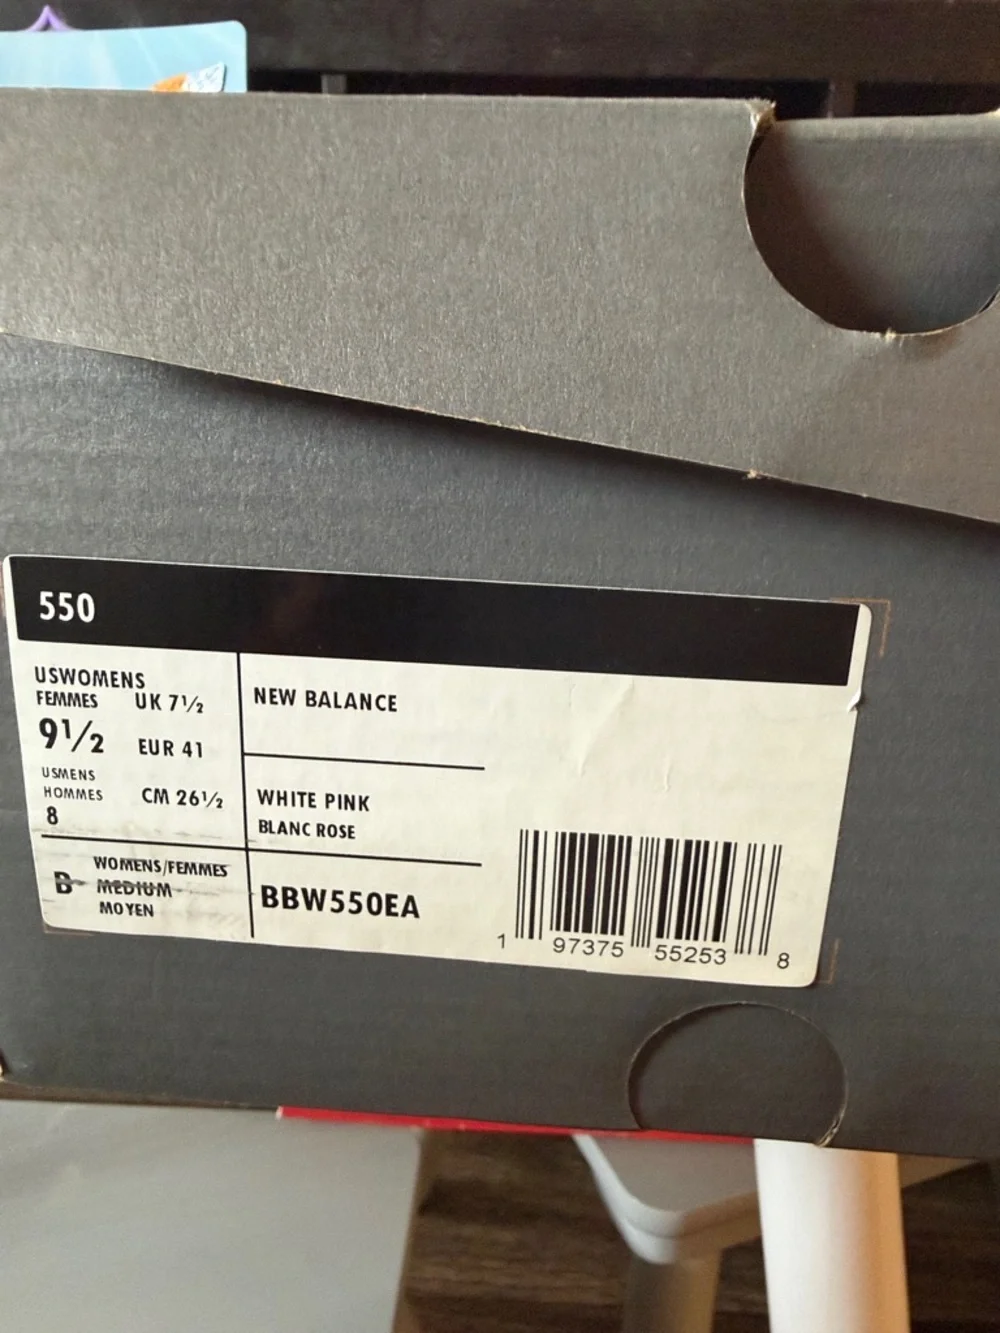 550
USWOMENS
FEMMES UK 7½
9½ EUR 41
USMENS
HOMMES CM 26½
8
WOMENS/FEMMES
B MEDIUM
MOYEN
NEW BALANCE
WHITE PINK
BLANC ROSE
BBW550EA
1 97375 55253 8